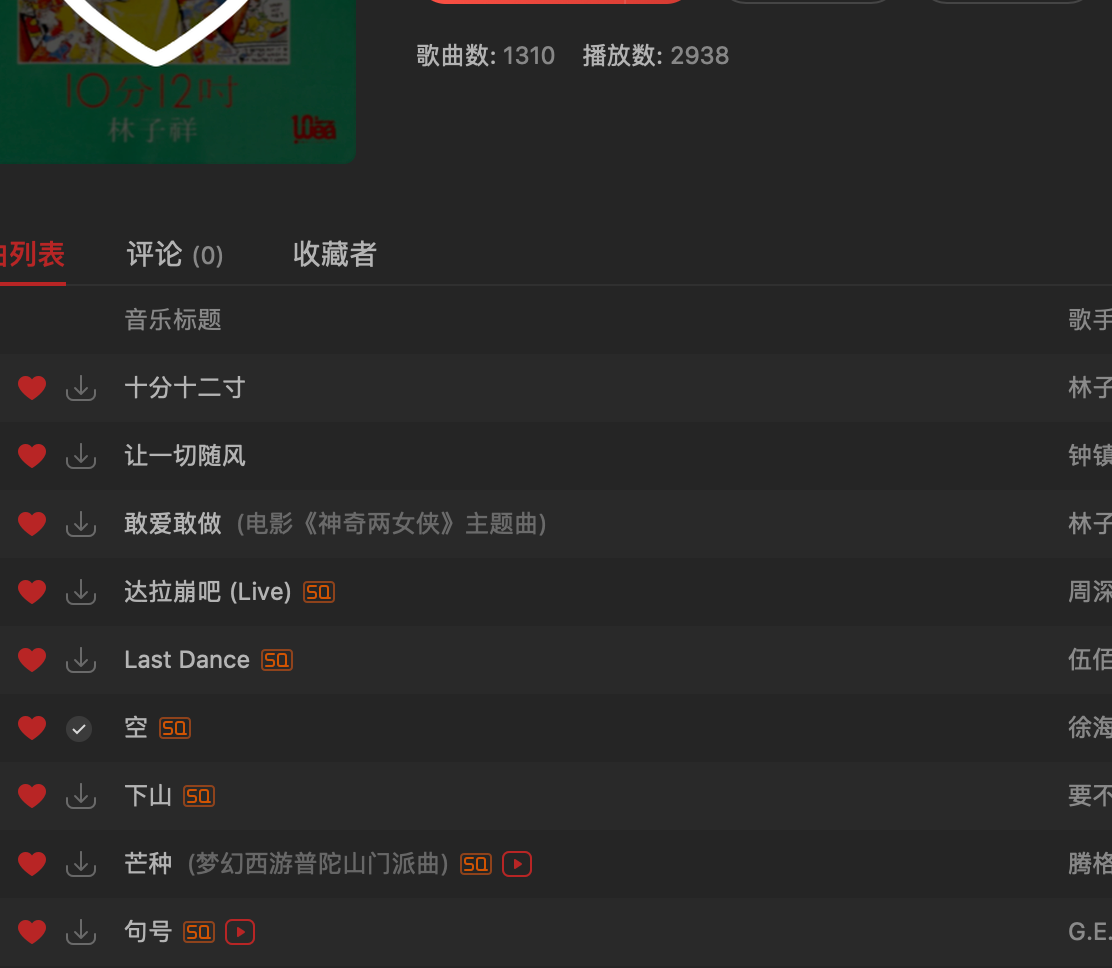 歌曲数: 1310 播放数: 2938
10分12吋
林子祥
列表 评论 (0) 收藏者
音乐标题 歌手
十分十二寸 林子
让一切随风 钟镇
敢爱敢做 (电影《神奇两女侠》主题曲) 林子
达拉崩吧 (Live) SQ 周深
Last Dance SQ 伍佰
空 SQ 徐海
下山 SQ 要不
芒种 (梦幻西游普陀山门派曲) SQ 腾格
句号 SQ G.E.